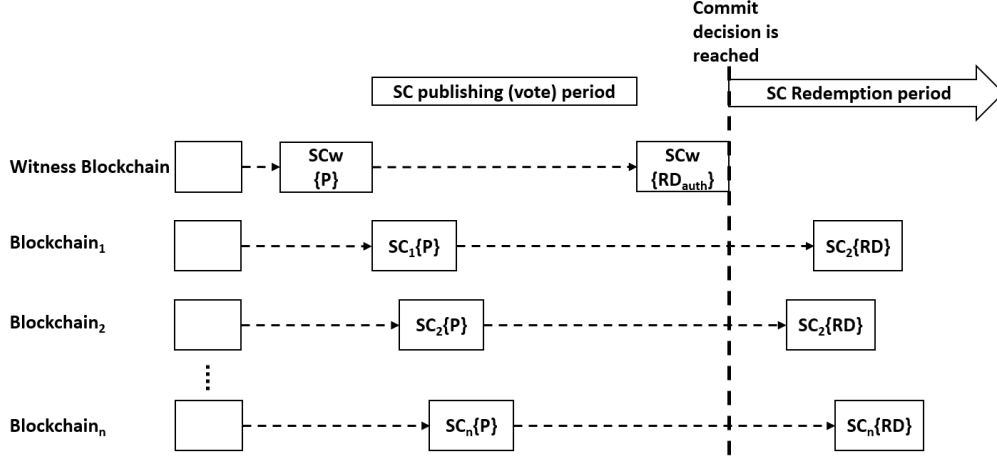 Commit
decision is
reached
SC publishing (vote) period
SC Redemption period
Witness Blockchain
SCw
{P}
SCw
{RD_auth}
Blockchain₁
SC₁{P}
SC₂{RD}
Blockchain₂
SC₂{P}
SC₂{RD}
Blockchainₙ
SCₙ{P}
SCₙ{RD}